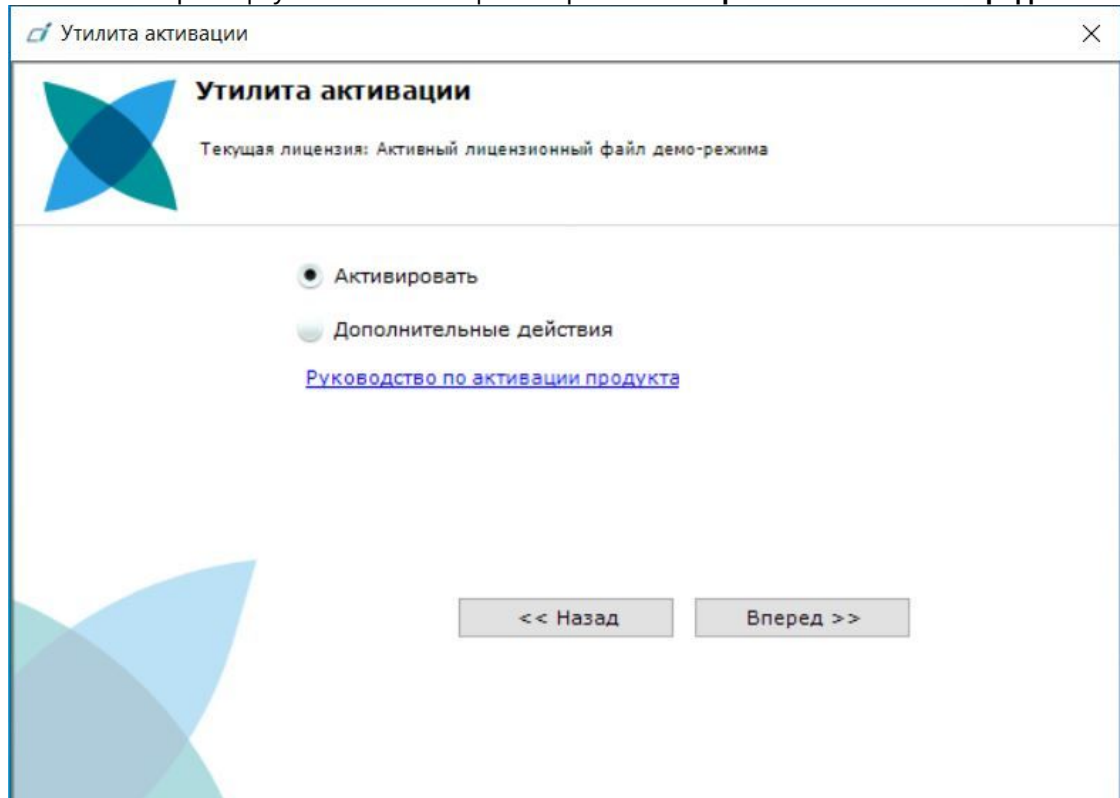 Утилита активации
Утилита активации
Текущая лицензия: Активный лицензионный файл демо-режима
Активировать
Дополнительные действия
Руководство по активации продукта
<< Назад
Вперед >>